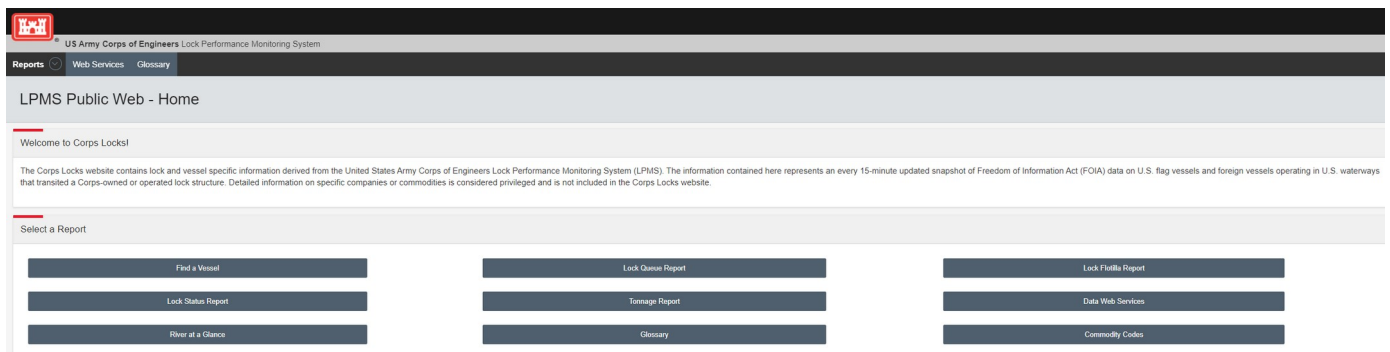 US Army Corps of Engineers Lock Performance Monitoring System
Reports Web Services Glossary
LPMS Public Web - Home
Welcome to Corps Locks!
The Corps Locks website contains lock and vessel specific information derived from the United States Army Corps of Engineers Lock Performance Monitoring System (LPMS). The information contained here represents an every 15-minute updated snapshot of Freedom of Information Act (FOIA) data on U.S. flag vessels and foreign vessels operating in U.S. waterways
that transited a Corps-owned or operated lock structure. Detailed information on specific companies or commodities is considered privileged and is not included in the Corps Locks website.
Select a Report
Find a Vessel Lock Queue Report Lock Flotilla Report
Lock Status Report Tonnage Report Data Web Services
River at a Glance Glossary Commodity Codes